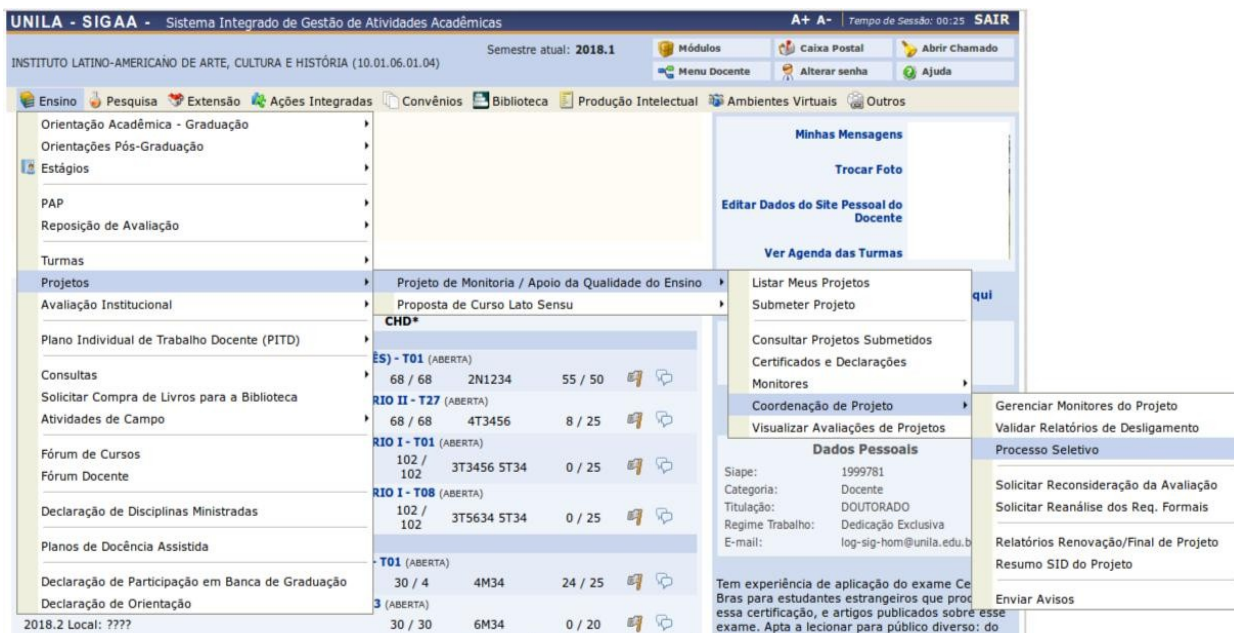 UNILA - SIGAA - Sistema Integrado de Gestão de Atividades Acadêmicas
A+ A- | Tempo de Sessão: 00:25 SAIR
INSTITUTO LATINO-AMERICANO DE ARTE, CULTURA E HISTÓRIA (10.01.06.01.04)
Semestre atual: 2018.1
Módulos
Caixa Postal
Abrir Chamado
Menu Docente
Alterar senha
Ajuda
Ensino Pesquisa Extensão Ações Integradas Convênios Biblioteca Produção Intelectual Ambientes Virtuais Outros
Orientação Acadêmica - Graduação
Orientações Pós-Graduação
Estágios
PAP
Reposição de Avaliação
Turmas
Projetos
Avaliação Institucional
Plano Individual de Trabalho Docente (PITD)
Consultas
Solicitar Compra de Livros para a Biblioteca
Atividades de Campo
Fórum de Cursos
Fórum Docente
Declaração de Disciplinas Ministradas
Planos de Docência Assistida
Declaração de Participação em Banca de Graduação
Declaração de Orientação
2018.2 Local: ????
Projeto de Monitoria / Apoio da Qualidade do Ensino
Proposta de Curso Lato Sensu
CHD*
ÊS) - T01 (ABERTA)
68 / 68 2N1234 55 / 50
RIO II - T27 (ABERTA)
68 / 68 4T3456 8 / 25
RIO I - T01 (ABERTA)
102 / 102 3T3456 5T34 0 / 25
RIO I - T08 (ABERTA)
102 / 102 3T5634 5T34 0 / 25
- T01 (ABERTA)
30 / 4 4M34 24 / 25
3 (ABERTA)
30 / 30 6M34 0 / 20
Minhas Mensagens
Trocar Foto
Editar Dados do Site Pessoal do Docente
Ver Agenda das Turmas
qui
Listar Meus Projetos
Submeter Projeto
Consultar Projetos Submetidos
Certificados e Declarações
Monitores
Coordenação de Projeto
Visualizar Avaliações de Projetos
Gerenciar Monitores do Projeto
Validar Relatórios de Desligamento
Processo Seletivo
Solicitar Reconsideração da Avaliação
Solicitar Reanálise dos Req. Formais
Relatórios Renovação/Final de Projeto
Resumo SID do Projeto
Enviar Avisos
Dados Pessoais
Siape: 1999781
Categoria: Docente
Titulação: DOUTORADO
Regime Trabalho: Dedicação Exclusiva
E-mail: log-sig-hom@unila.edu.b
Tem experiência de aplicação do exame Ce
Bras para estudantes estrangeiros que proc
essa certificação, e artigos publicados sobre esse
exame. Apta a lecionar para público diverso: do